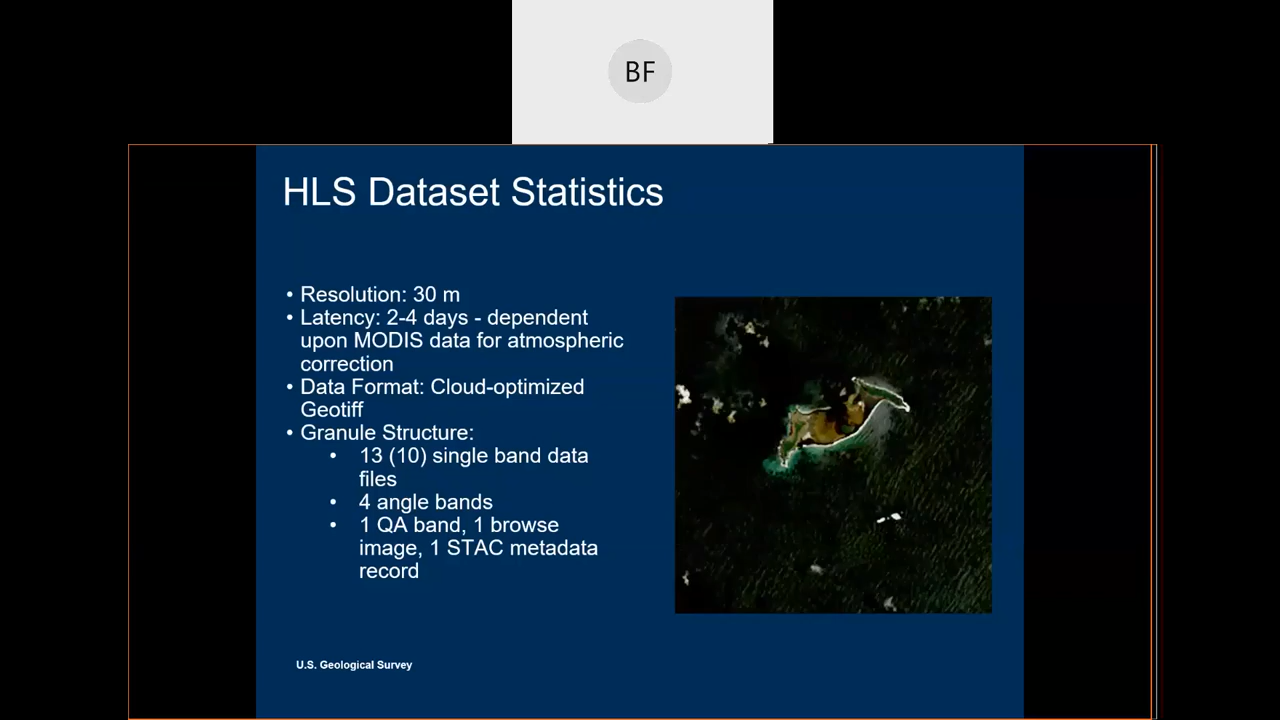 BF
HLS Dataset Statistics
• Resolution: 30 m
• Latency: 2-4 days - dependent
upon MODIS data for atmospheric
correction
• Data Format: Cloud-optimized
Geotiff
• Granule Structure:
• 13 (10) single band data
files
• 4 angle bands
• 1 QA band, 1 browse
image, 1 STAC metadata
record
U.S. Geological Survey